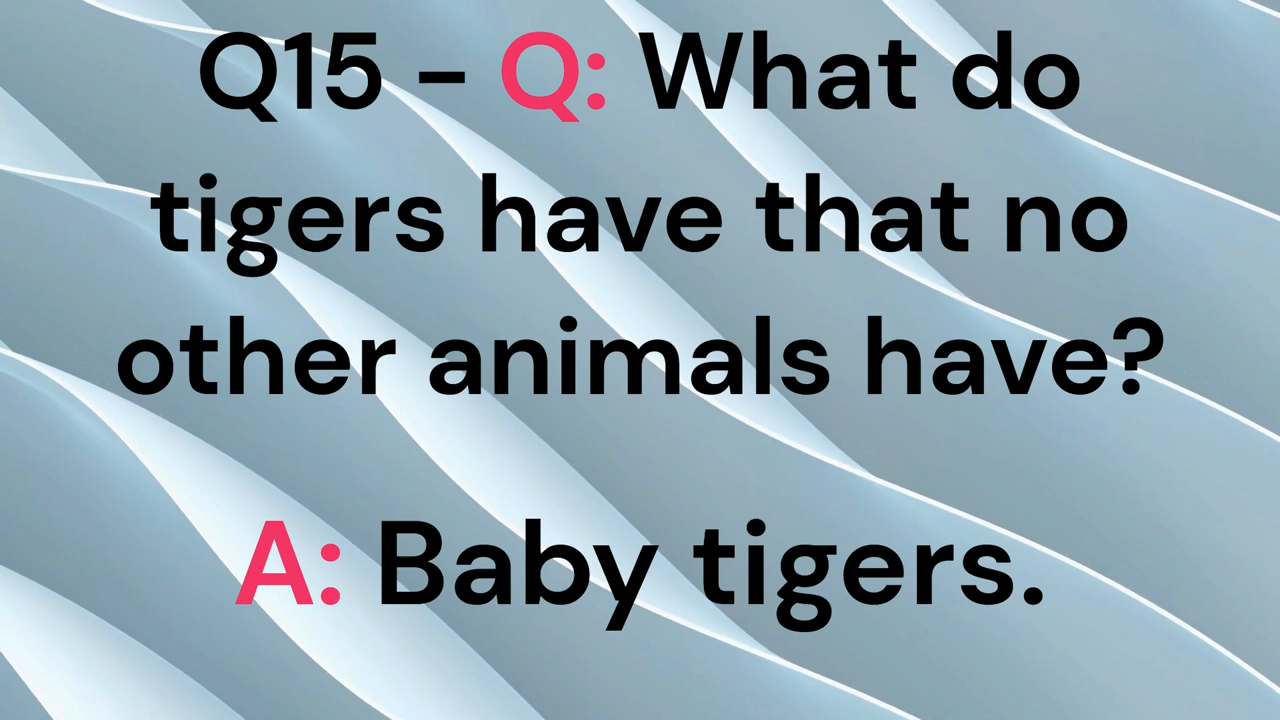 Q15 – Q: What do
tigers have that no
other animals have?
A: Baby tigers.